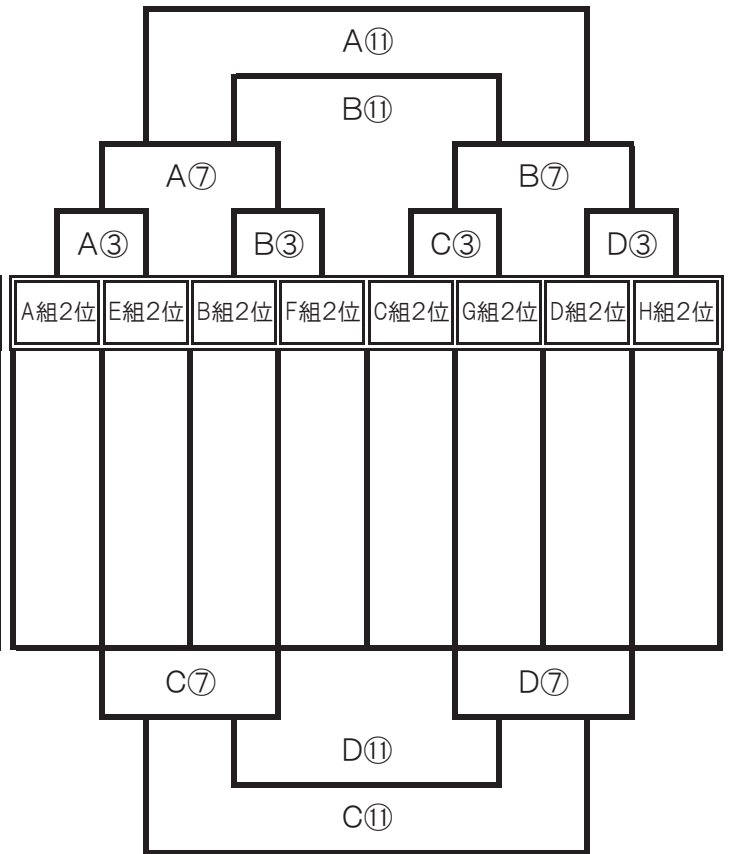 A⑪
B⑪
A⑦ B⑦
A③ B③ C③ D③
A組2位 E組2位 B組2位 F組2位 C組2位 G組2位 D組2位 H組2位
C⑦ D⑦
D⑪
C⑪